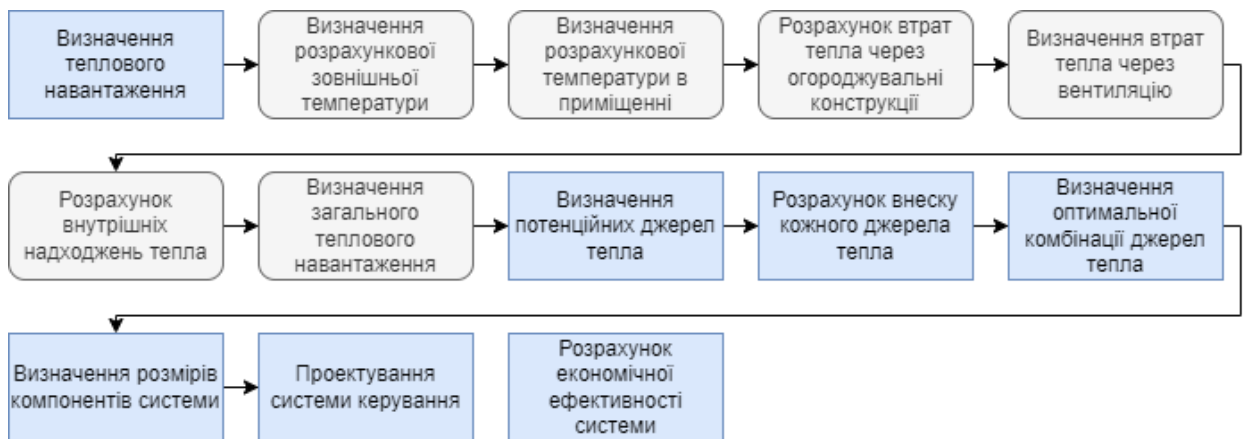 Визначення
теплового
навантаження
Визначення
розрахункової
зовнішньої
температури
Визначення
розрахункової
температури в
приміщенні
Розрахунок втрат
тепла через
огороджувальні
конструкції
Визначення втрат
тепла через
вентиляцію
Розрахунок
внутрішніх
надходжень тепла
Визначення
загального
теплового
навантаження
Визначення
потенційних джерел
тепла
Розрахунок внеску
кожного джерела
тепла
Визначення
оптимальної
комбінації джерел
тепла
Визначення розмірів
компонентів системи
Проектування
системи керування
Розрахунок
економічної
ефективності
системи